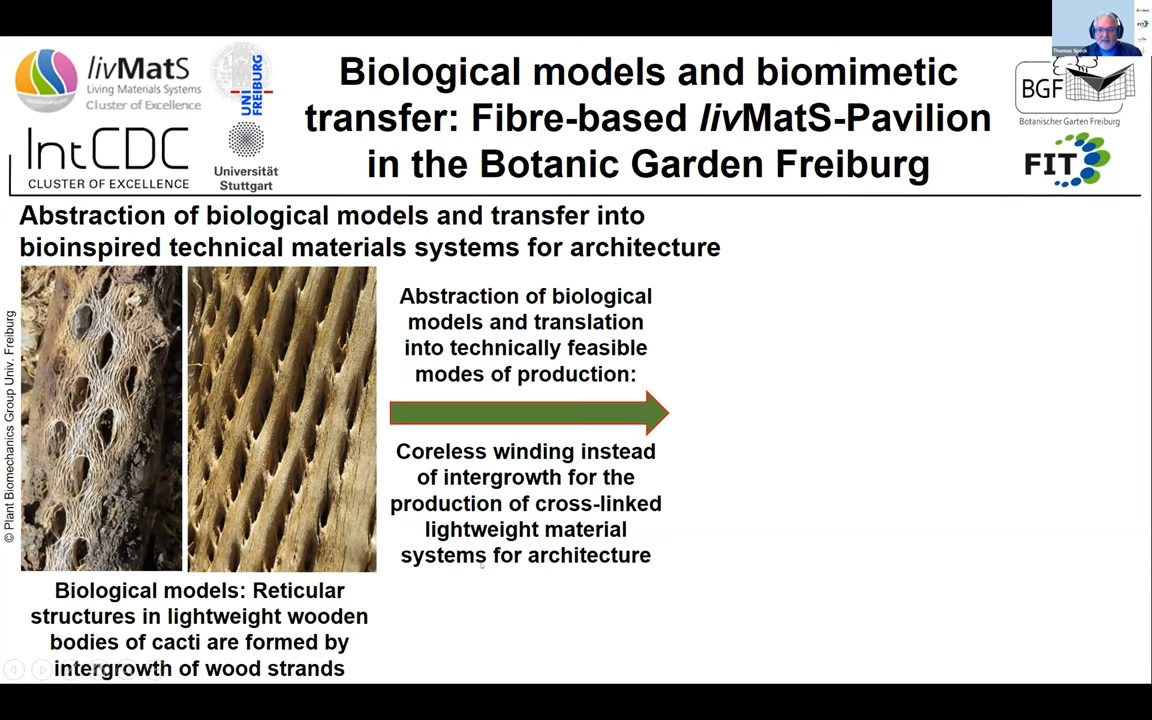 Thomas Speck
livMatS
Living Materials Systems
Cluster of Excellence
UNI
FREIBURG
IntCDC
CLUSTER OF EXCELLENCE
Universität
Stuttgart
Biological models and biomimetic
transfer: Fibre-based livMatS-Pavilion
in the Botanic Garden Freiburg
BGF
Botanischer Garten Freiburg
FIT
Abstraction of biological models and transfer into
bioinspired technical materials systems for architecture
© Plant Biomechanics Group Univ. Freiburg
Abstraction of biological
models and translation
into technically feasible
modes of production:
Coreless winding instead
of intergrowth for the
production of cross-linked
lightweight material
systems for architecture
Biological models: Reticular
structures in lightweight wooden
bodies of cacti are formed by
intergrowth of wood strands